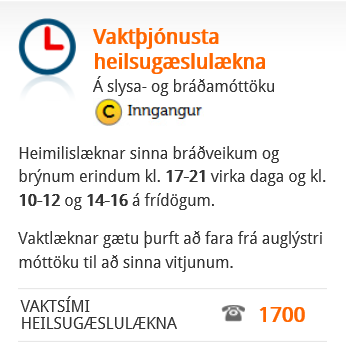 Vaktþjónusta
heilsugæslulækna
Á slysa- og bráðamóttöku
C Inngangur
Heimilislæknar sinna bráðveikum og
brýnum erindum kl. 17-21 virka daga og kl.
10-12 og 14-16 á frídögum.
Vaktlæknar gætu þurft að fara frá auglýstri
móttöku til að sinna vitjunum.
VAKTSÍMI
HEILSUGÆSLULÆKNA
1700